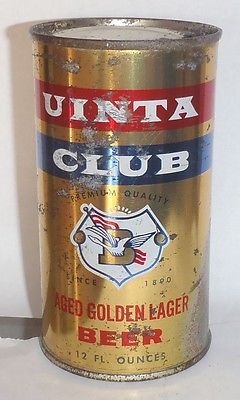 UINTA
CLUB
PREMIUM QUALITY
B
SINCE 1890
AGED GOLDEN LAGER
BEER
12 FL. OUNCES